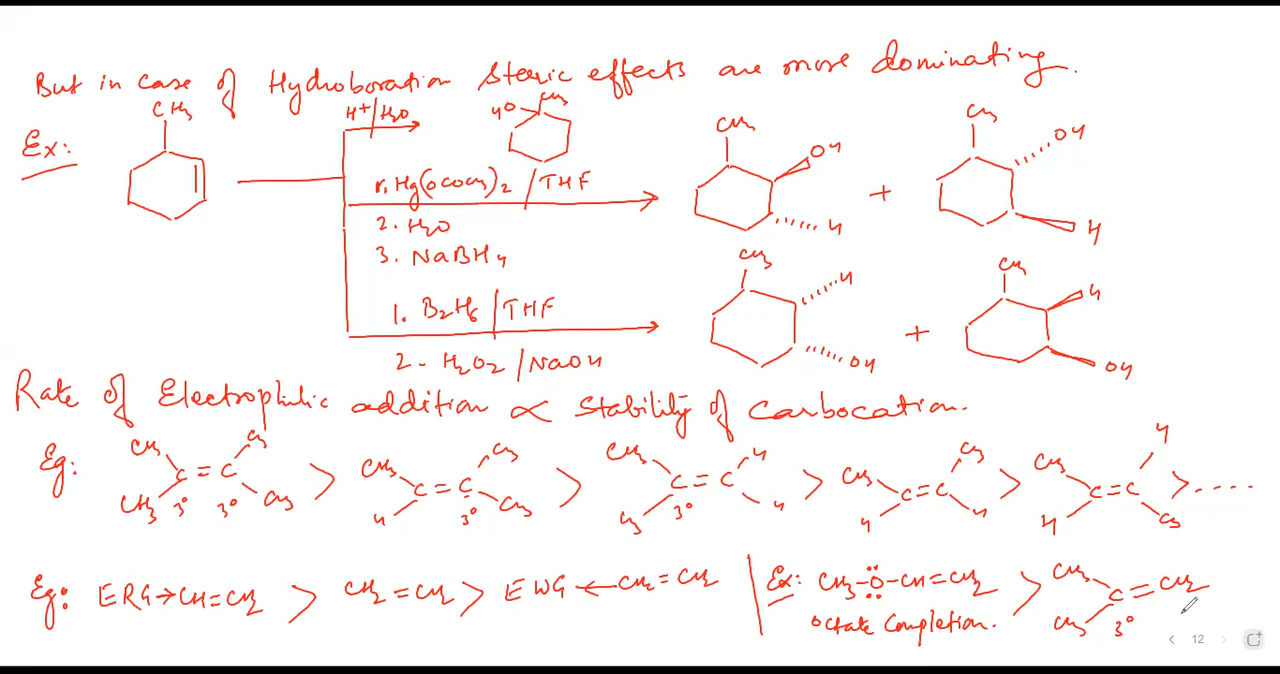 But in case of Hydroboration Steric effects are more dominating.
Ex:
CH3
H+/H2O
HO CH3
1. Hg(OCOCH3)2 / THF
2. H2O
3. NaBH4
CH3 OH H + CH3 OH H
1. B2H6 / THF
2. H2O2 / NaOH
CH3 H OH + CH3 H OH
Rate of Electrophilic addition ∝ Stability of Carbocation.
Eg: CH3 CH3 C = C CH3 CH3 3° 3° > CH3 H C = C CH3 CH3 3° > CH3 CH3 C = C H H 3° > CH3 H C = C CH3 H > CH3 H C = C H CH3 > ....
Eg: ERG→CH=CH2 > CH2=CH2 > EWG ←CH2=CH2
Ex: CH3-Ö-CH=CH2 > CH3 CH3 C = CH2 3°
Octate Completion.
12